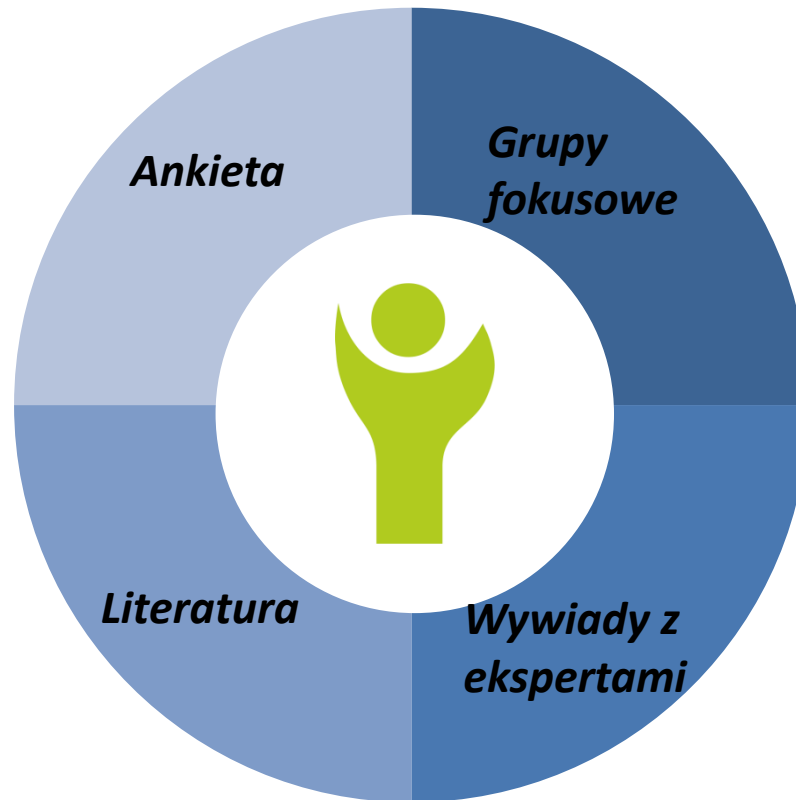 Ankieta
Grupy
fokusowe
Literatura
Wywiady z
ekspertami